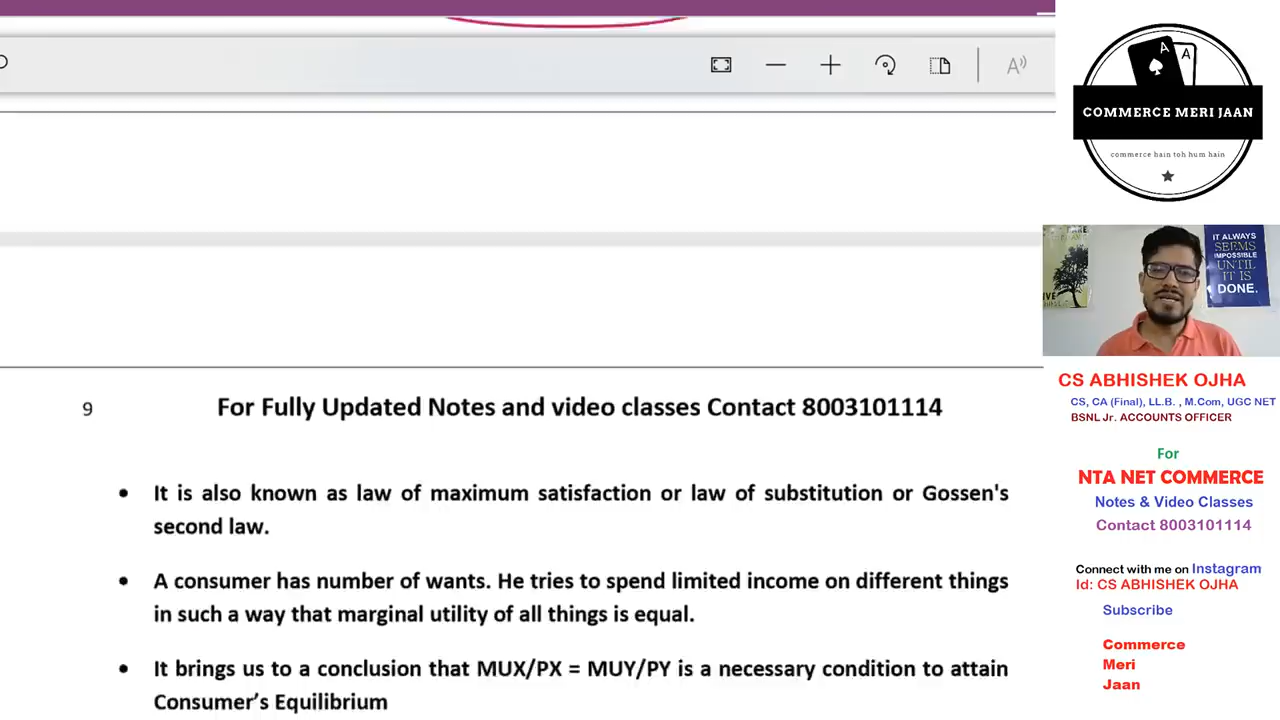 A
A
COMMERCE MERI JAAN
commerce hain toh hum hain
A
IT ALWAYS
SEEMS
IMPOSSIBLE
UNTIL
IT IS
DONE.
9
For Fully Updated Notes and video classes Contact 8003101114
• It is also known as law of maximum satisfaction or law of substitution or Gossen's
second law.
• A consumer has number of wants. He tries to spend limited income on different things
in such a way that marginal utility of all things is equal.
• It brings us to a conclusion that MUX/PX = MUY/PY is a necessary condition to attain
Consumer’s Equilibrium
CS ABHISHEK OJHA
CS, CA (Final), LL.B. , M.Com, UGC NET
BSNL Jr. ACCOUNTS OFFICER
For
NTA NET COMMERCE
Notes & Video Classes
Contact 8003101114
Connect with me on Instagram
Id: CS ABHISHEK OJHA
Subscribe
Commerce
Meri
Jaan